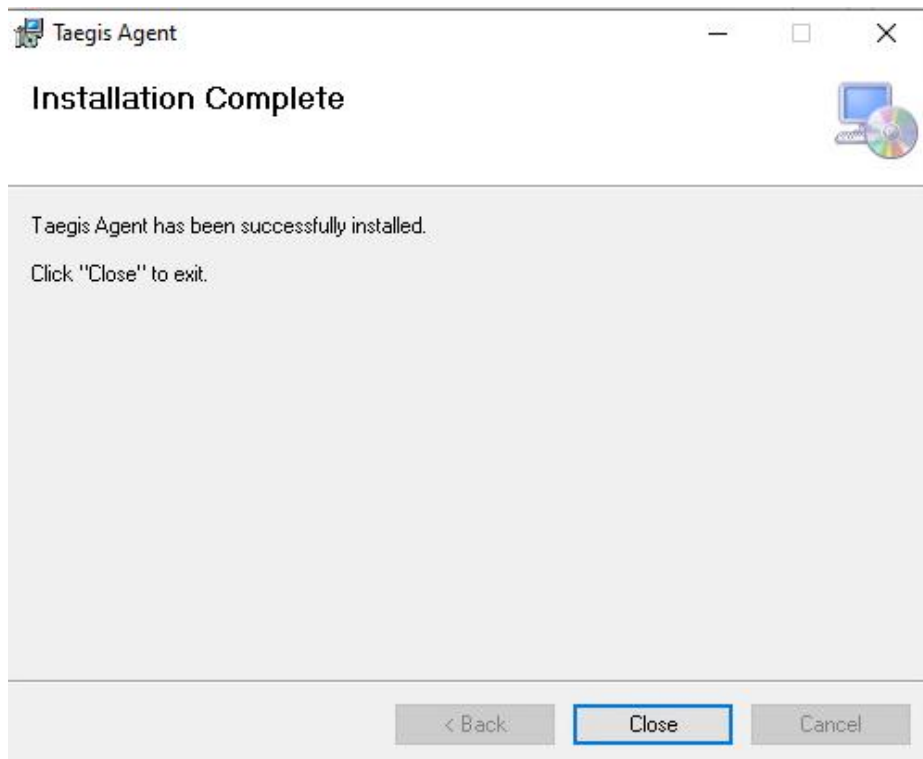 Taegis Agent
Installation Complete
Taegis Agent has been successfully installed.
Click "Close" to exit.
< Back Close Cancel